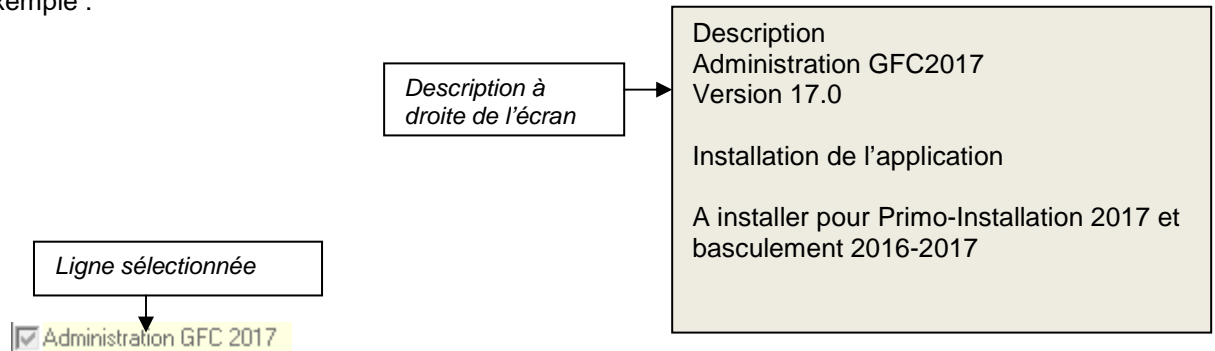 xemple :
Description
Administration GFC2017
Version 17.0
Installation de l’application
A installer pour Primo-Installation 2017 et
basculement 2016-2017
Description à
droite de l’écran
Ligne sélectionnée
Administration GFC 2017